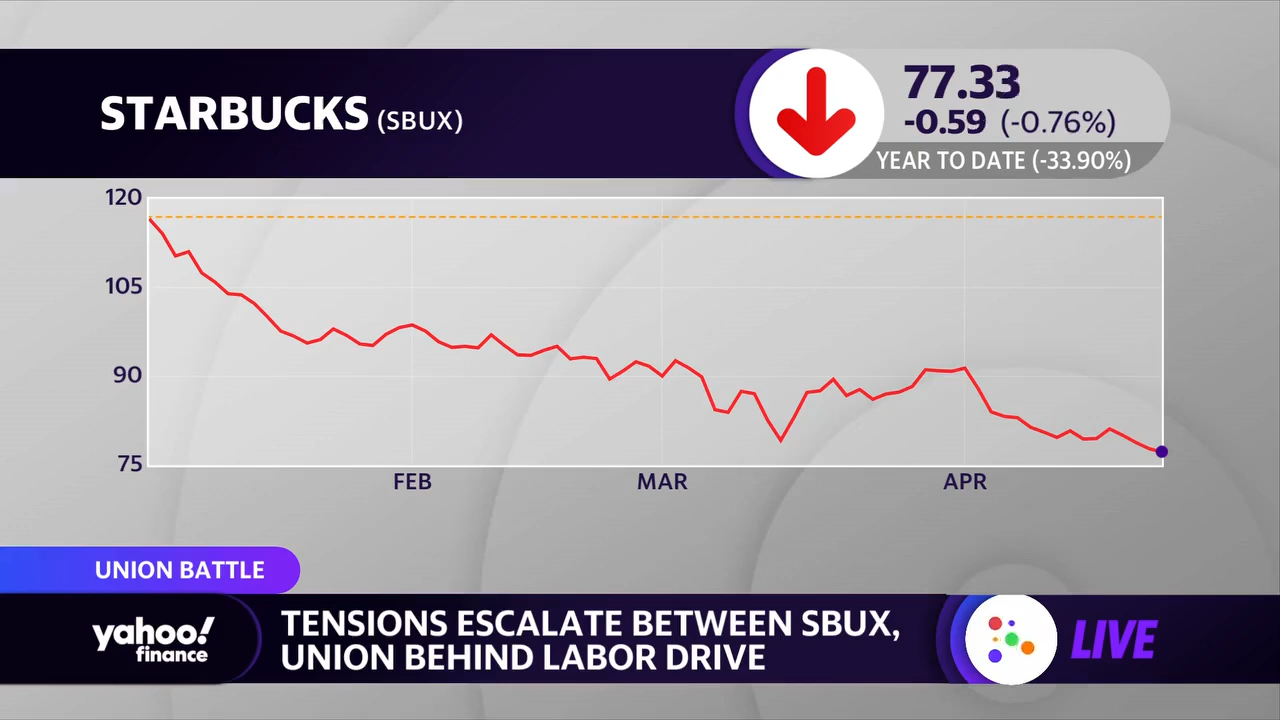 STARBUCKS (SBUX)
77.33
-0.59 (-0.76%)
YEAR TO DATE (-33.90%)
120
105
90
75
FEB MAR APR
UNION BATTLE
yahoo!
finance
TENSIONS ESCALATE BETWEEN SBUX,
UNION BEHIND LABOR DRIVE
LIVE